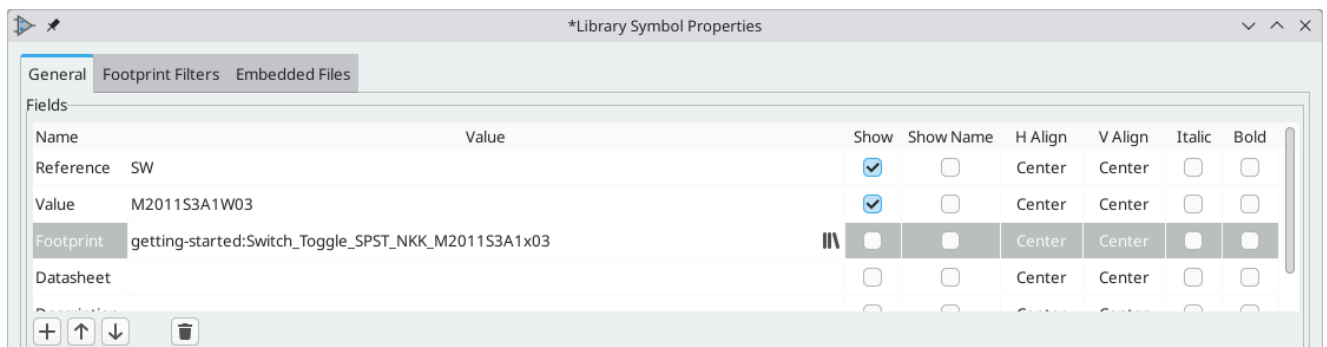 *Library Symbol Properties
General Footprint Filters Embedded Files
Fields
Name Value Show Show Name H Align V Align Italic Bold
Reference SW Center Center
Value M2011S3A1W03 Center Center
Footprint getting-started:Switch_Toggle_SPST_NKK_M2011S3A1x03 Center Center
Datasheet Center Center